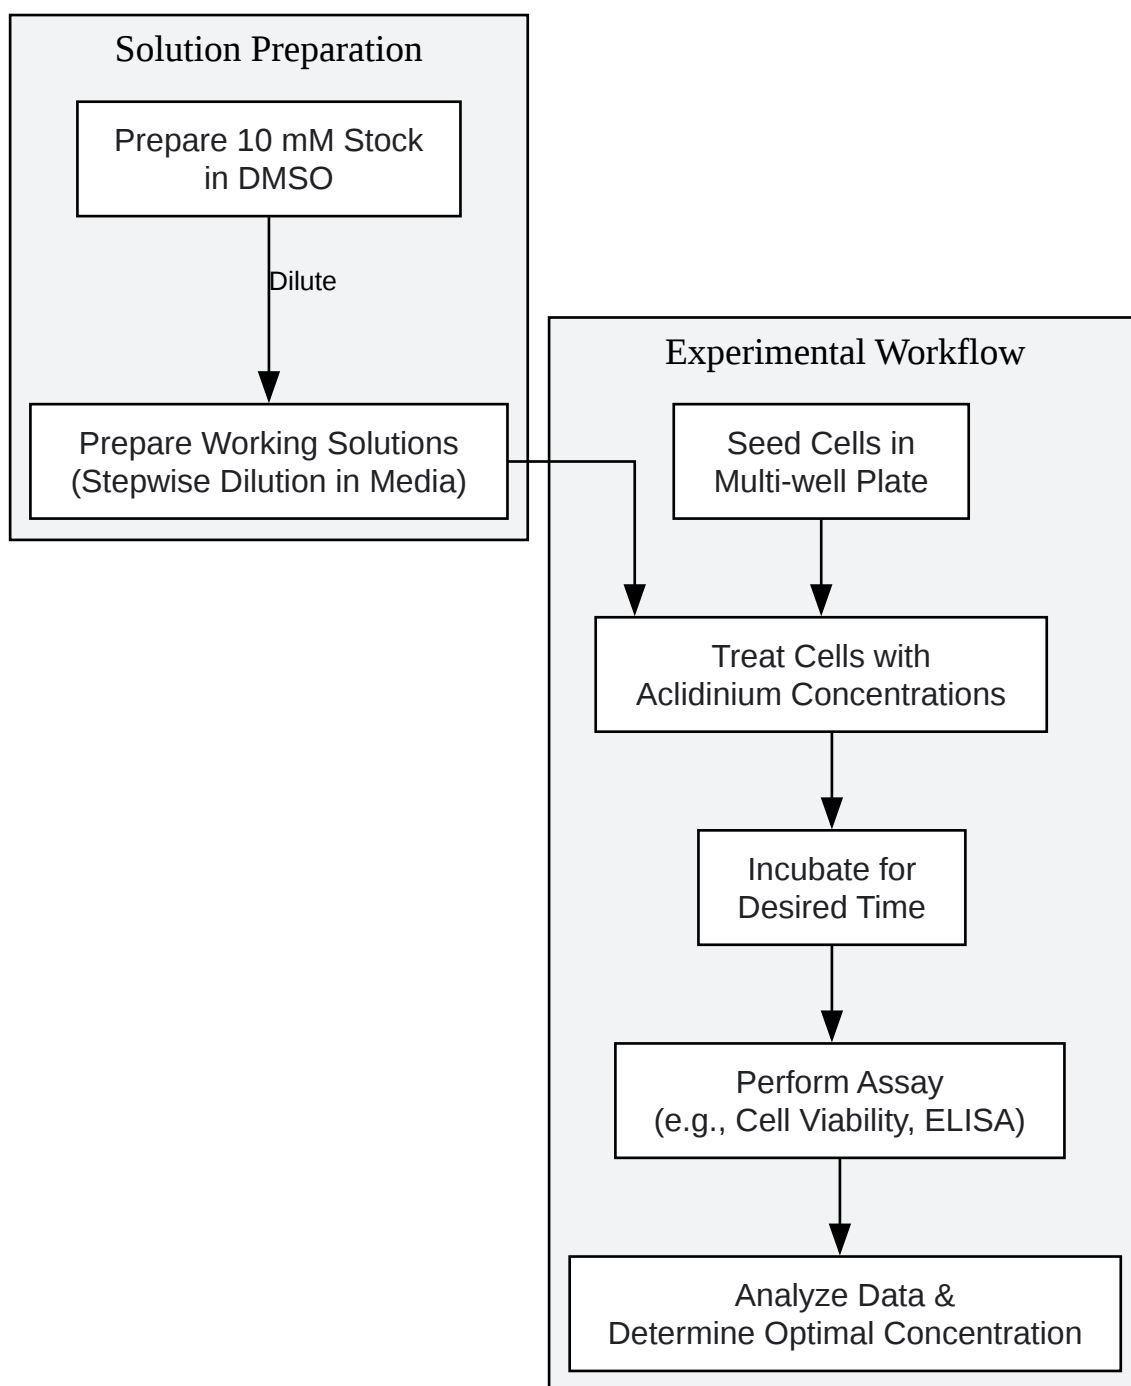 Solution Preparation
Prepare 10 mM Stock
in DMSO
Dilute
Prepare Working Solutions
(Stepwise Dilution in Media)
Experimental Workflow
Seed Cells in
Multi-well Plate
Treat Cells with
Aclidinium Concentrations
Incubate for
Desired Time
Perform Assay
(e.g., Cell Viability, ELISA)
Analyze Data &
Determine Optimal Concentration